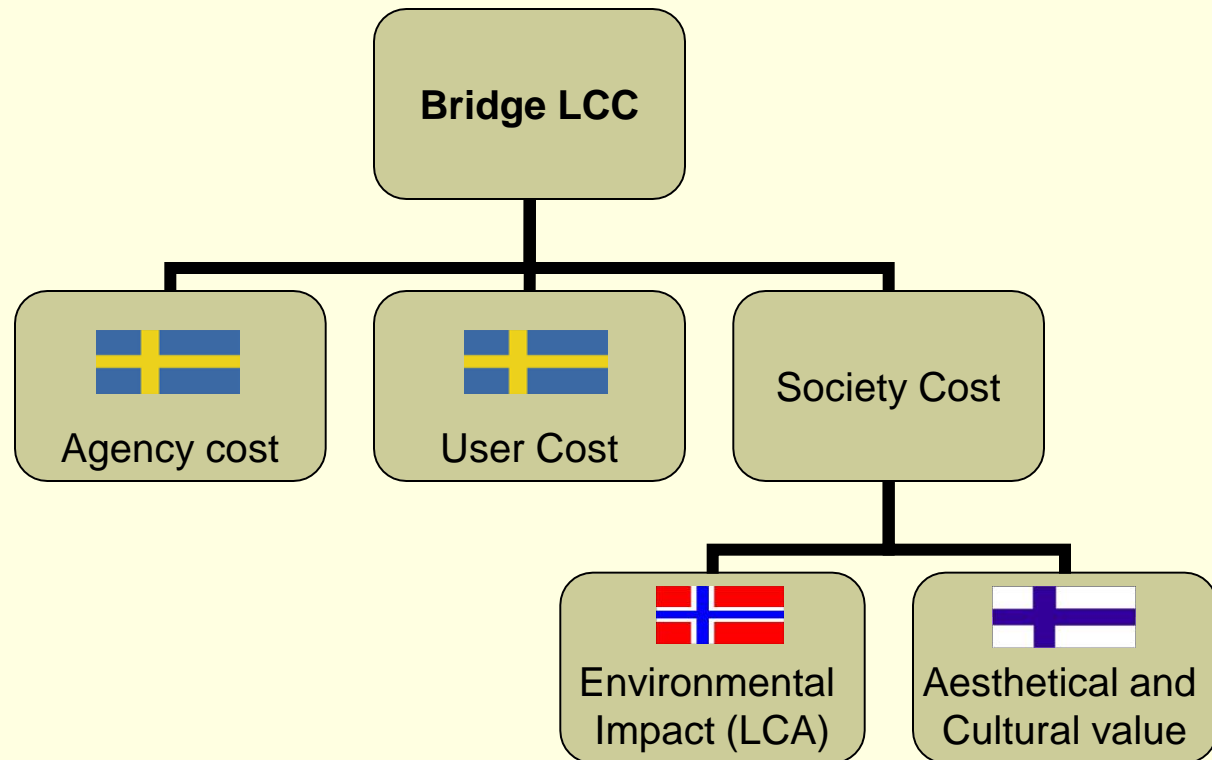 Bridge LCC
Agency cost
User Cost
Society Cost
Environmental
Impact (LCA)
Aesthetical and
Cultural value